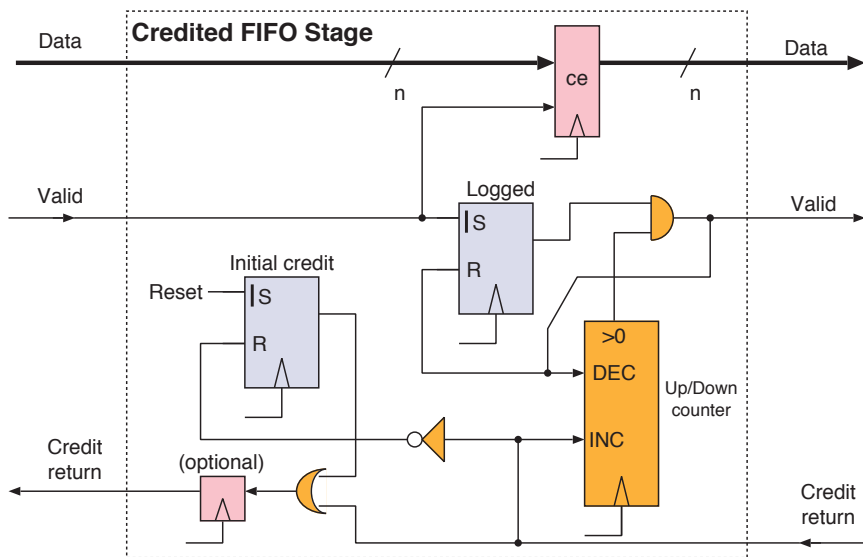 Credited FIFO Stage
Data
Data
n
n
ce
Valid
Logged
Valid
S
R
Initial credit
Reset
S
R
>0
DEC
Up/Down
counter
INC
Credit
return
(optional)
Credit
return